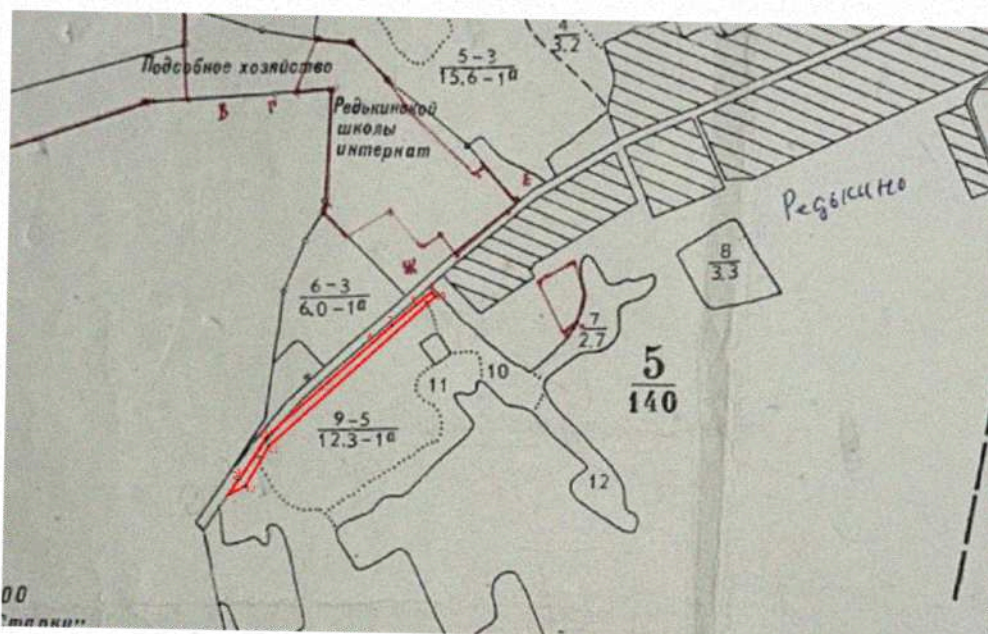 4
3.2
5-3
15.6-1а
Подсобное хозяйство
В Г
Редькинской
школы
интернат
Е
Редькино
Ж
8
3.3
6-3
6.0-1а
7
2.7
5
140
10
11
9-5
12.3-1а
12
00